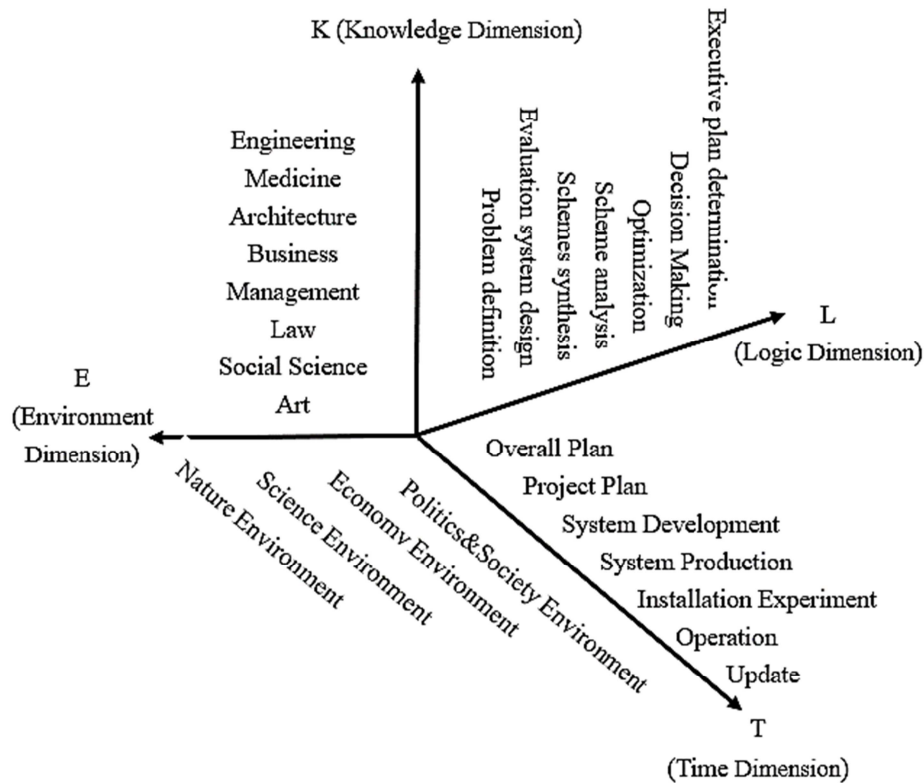 K (Knowledge Dimension)
Engineering
Medicine
Architecture
Business
Management
Law
Social Science
Art
Problem definition
Evaluation system design
Schemes synthesis
Scheme analysis
Optimization
Decision Making
Executive plan determination
L
(Logic Dimension)
E
(Environment
Dimension)
Nature Environment
Science Environment
Economy Environment
Politics&Society Environment
Overall Plan
Project Plan
System Development
System Production
Installation Experiment
Operation
Update
T
(Time Dimension)